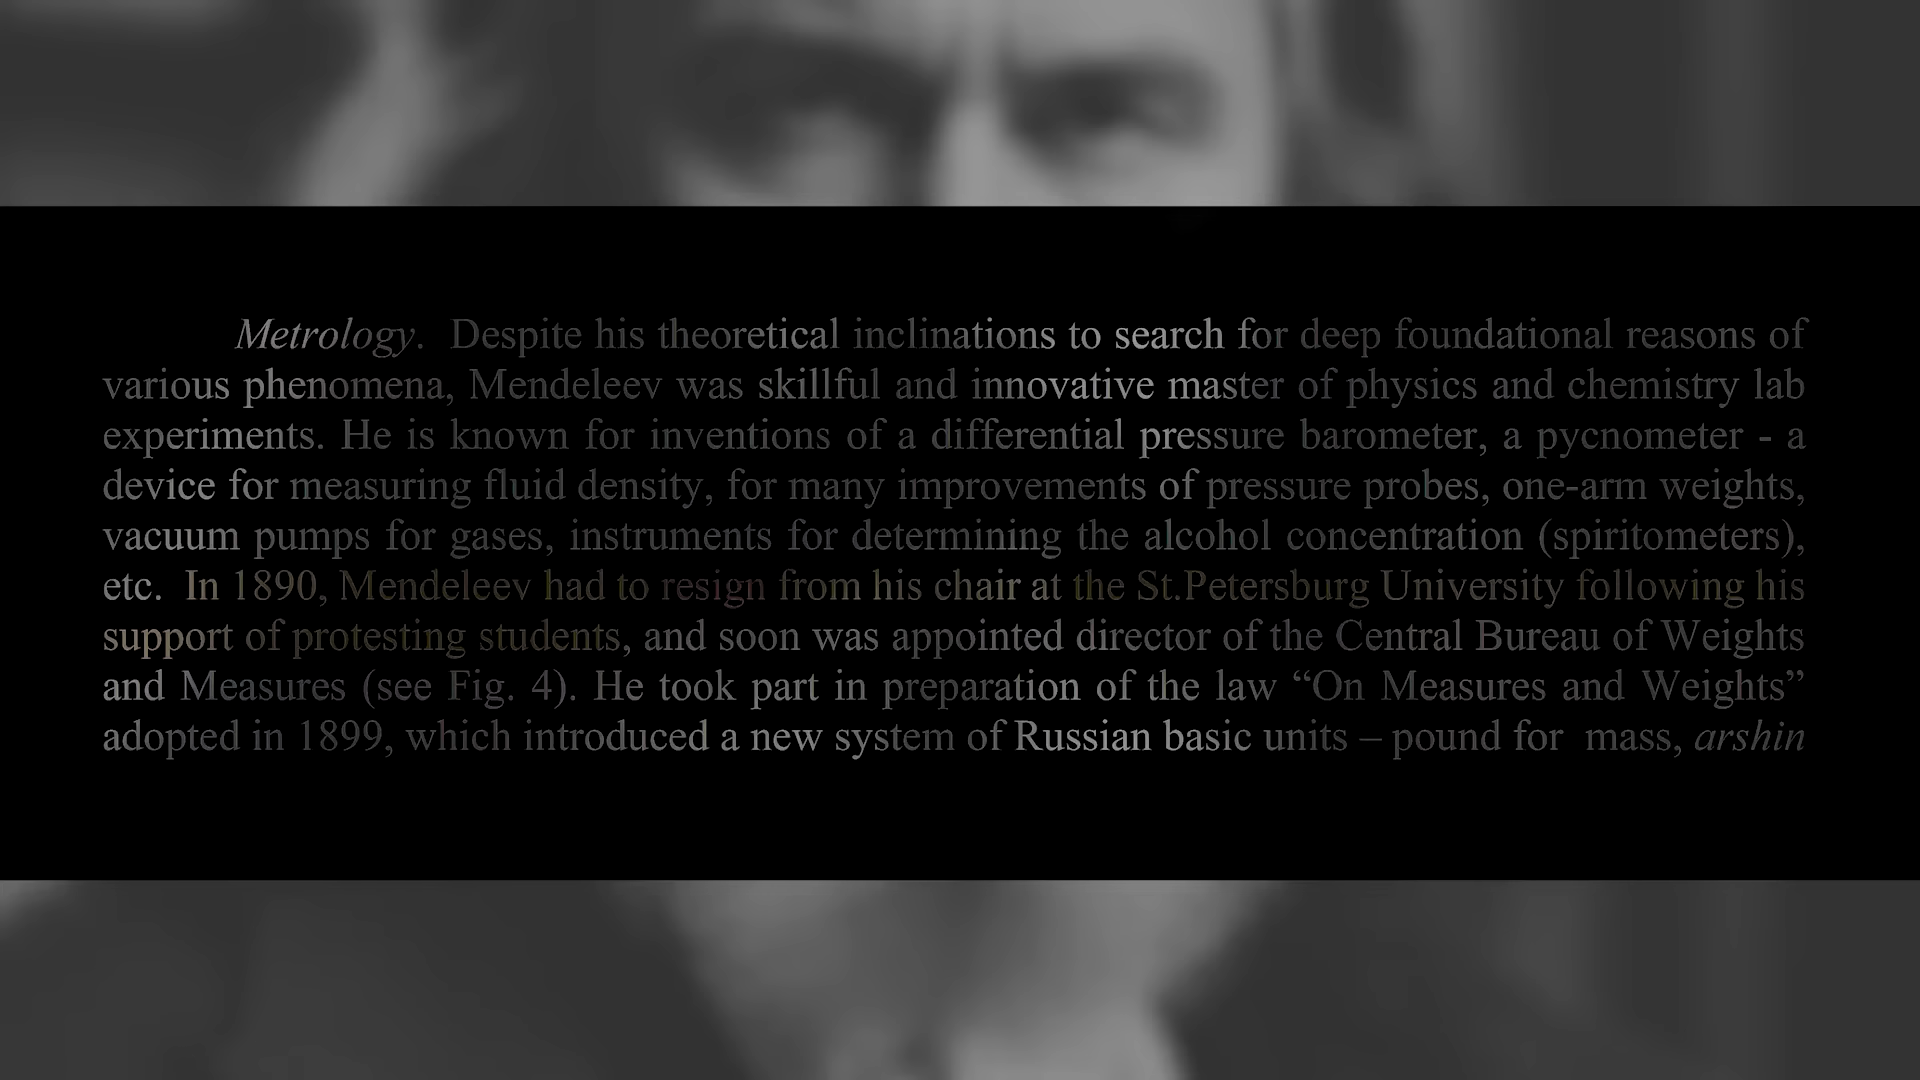 Metrology. Despite his theoretical inclinations to search for deep foundational reasons of
various phenomena, Mendeleev was skillful and innovative master of physics and chemistry lab
experiments. He is known for inventions of a differential pressure barometer, a pycnometer - a
device for measuring fluid density, for many improvements of pressure probes, one-arm weights,
vacuum pumps for gases, instruments for determining the alcohol concentration (spiritometers),
etc. In 1890, Mendeleev had to resign from his chair at the St.Petersburg University following his
support of protesting students, and soon was appointed director of the Central Bureau of Weights
and Measures (see Fig. 4). He took part in preparation of the law “On Measures and Weights”
adopted in 1899, which introduced a new system of Russian basic units – pound for mass, arshin